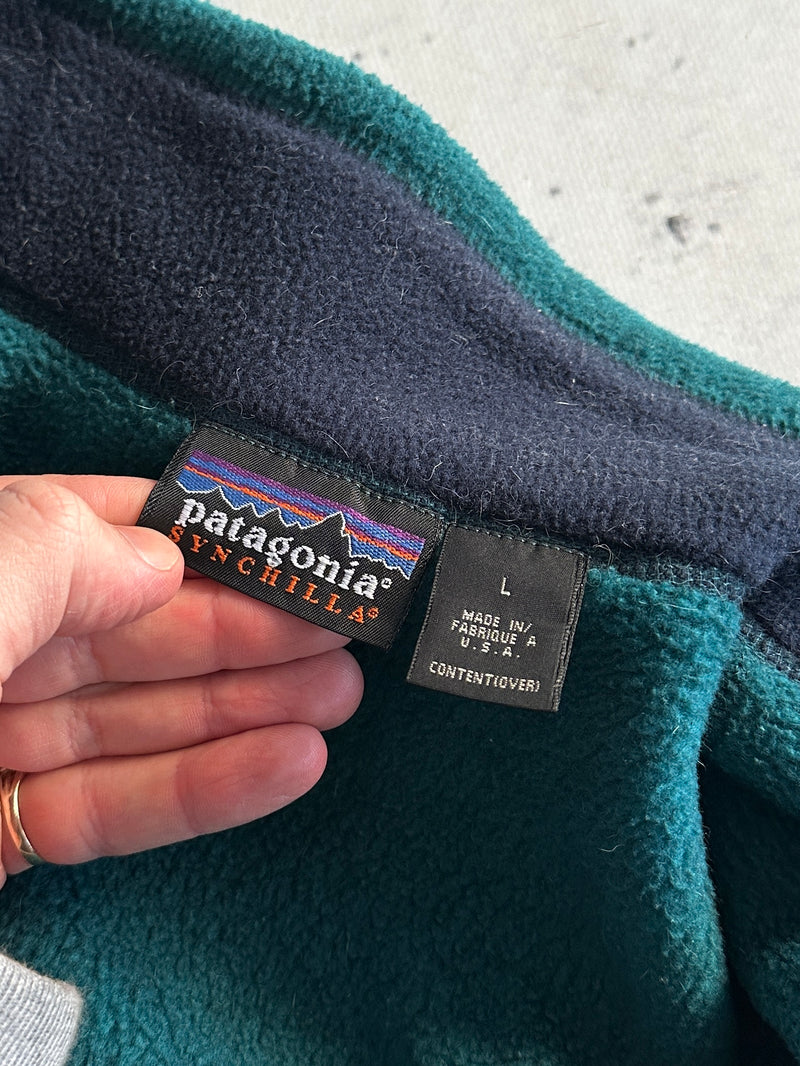 patagonia®
SYNCHILLA®
L
MADE IN/
FABRIQUE A
U.S.A.
CONTENT(OVER)